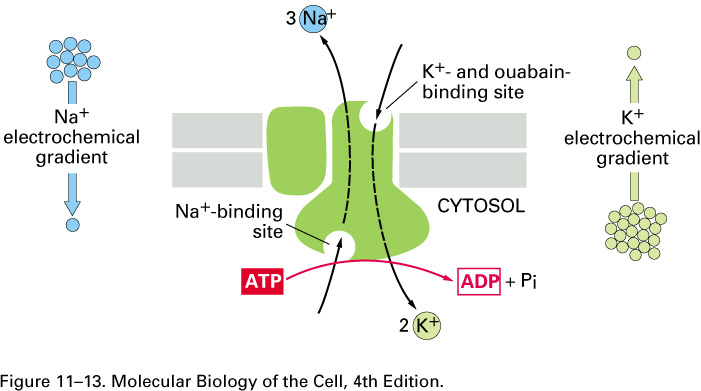 3 Na+
K+- and ouabain-
binding site
Na+
electrochemical
gradient
K+
electrochemical
gradient
Na+-binding
site
CYTOSOL
ATP
ADP + Pi
2 K+
Figure 11–13. Molecular Biology of the Cell, 4th Edition.